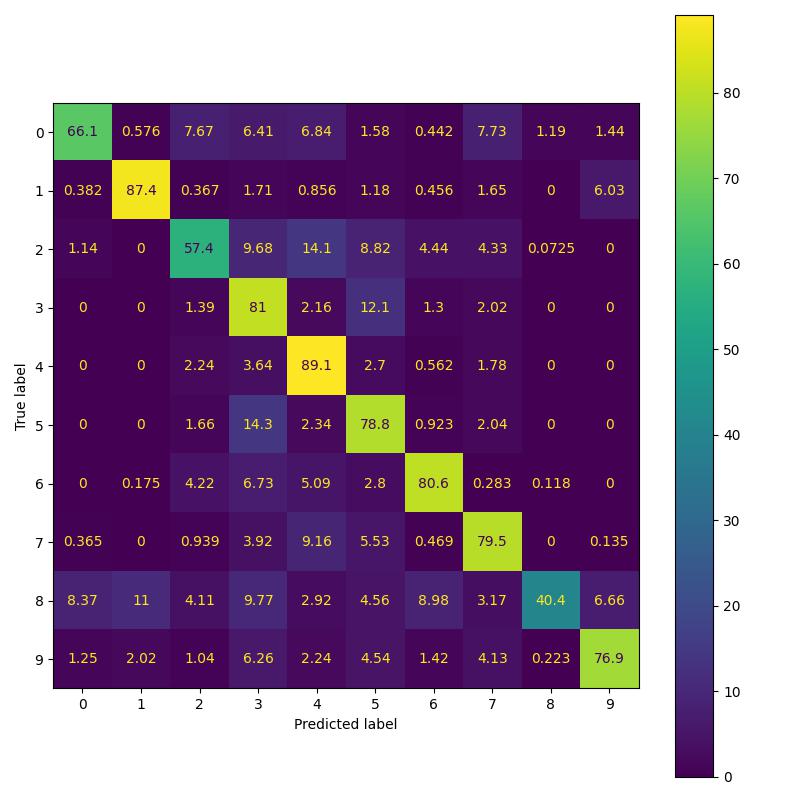 0 66.1 0.576 7.67 6.41 6.84 1.58 0.442 7.73 1.19 1.44
1 0.382 87.4 0.367 1.71 0.856 1.18 0.456 1.65 0 6.03
2 1.14 0 57.4 9.68 14.1 8.82 4.44 4.33 0.0725 0
3 0 0 1.39 81 2.16 12.1 1.3 2.02 0 0
4 0 0 2.24 3.64 89.1 2.7 0.562 1.78 0 0
5 0 0 1.66 14.3 2.34 78.8 0.923 2.04 0 0
6 0 0.175 4.22 6.73 5.09 2.8 80.6 0.283 0.118 0
7 0.365 0 0.939 3.92 9.16 5.53 0.469 79.5 0 0.135
8 8.37 11 4.11 9.77 2.92 4.56 8.98 3.17 40.4 6.66
9 1.25 2.02 1.04 6.26 2.24 4.54 1.42 4.13 0.223 76.9
0 1 2 3 4 5 6 7 8 9
Predicted label
True label
80
70
60
50
40
30
20
10
0